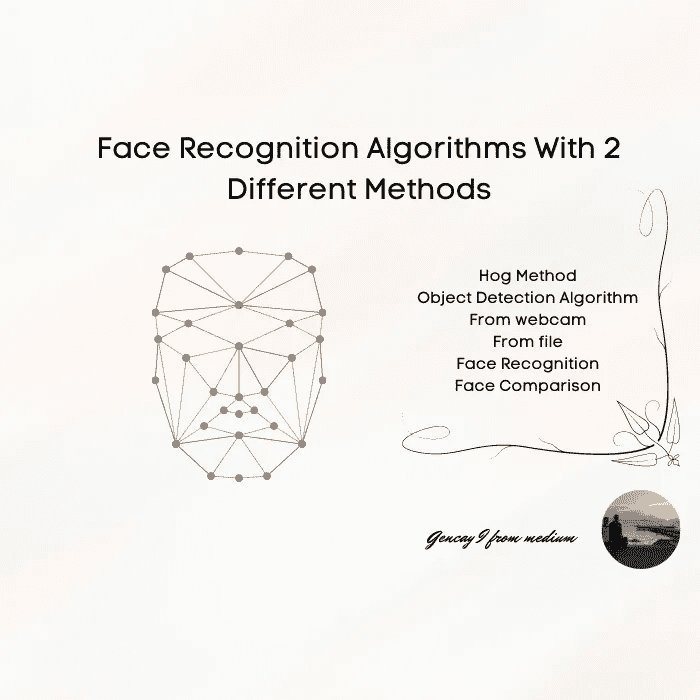 Face Recognition Algorithms With 2
Different Methods
Hog Method
Object Detection Algorithm
From webcam
From file
Face Recognition
Face Comparison
Gencay I from medium